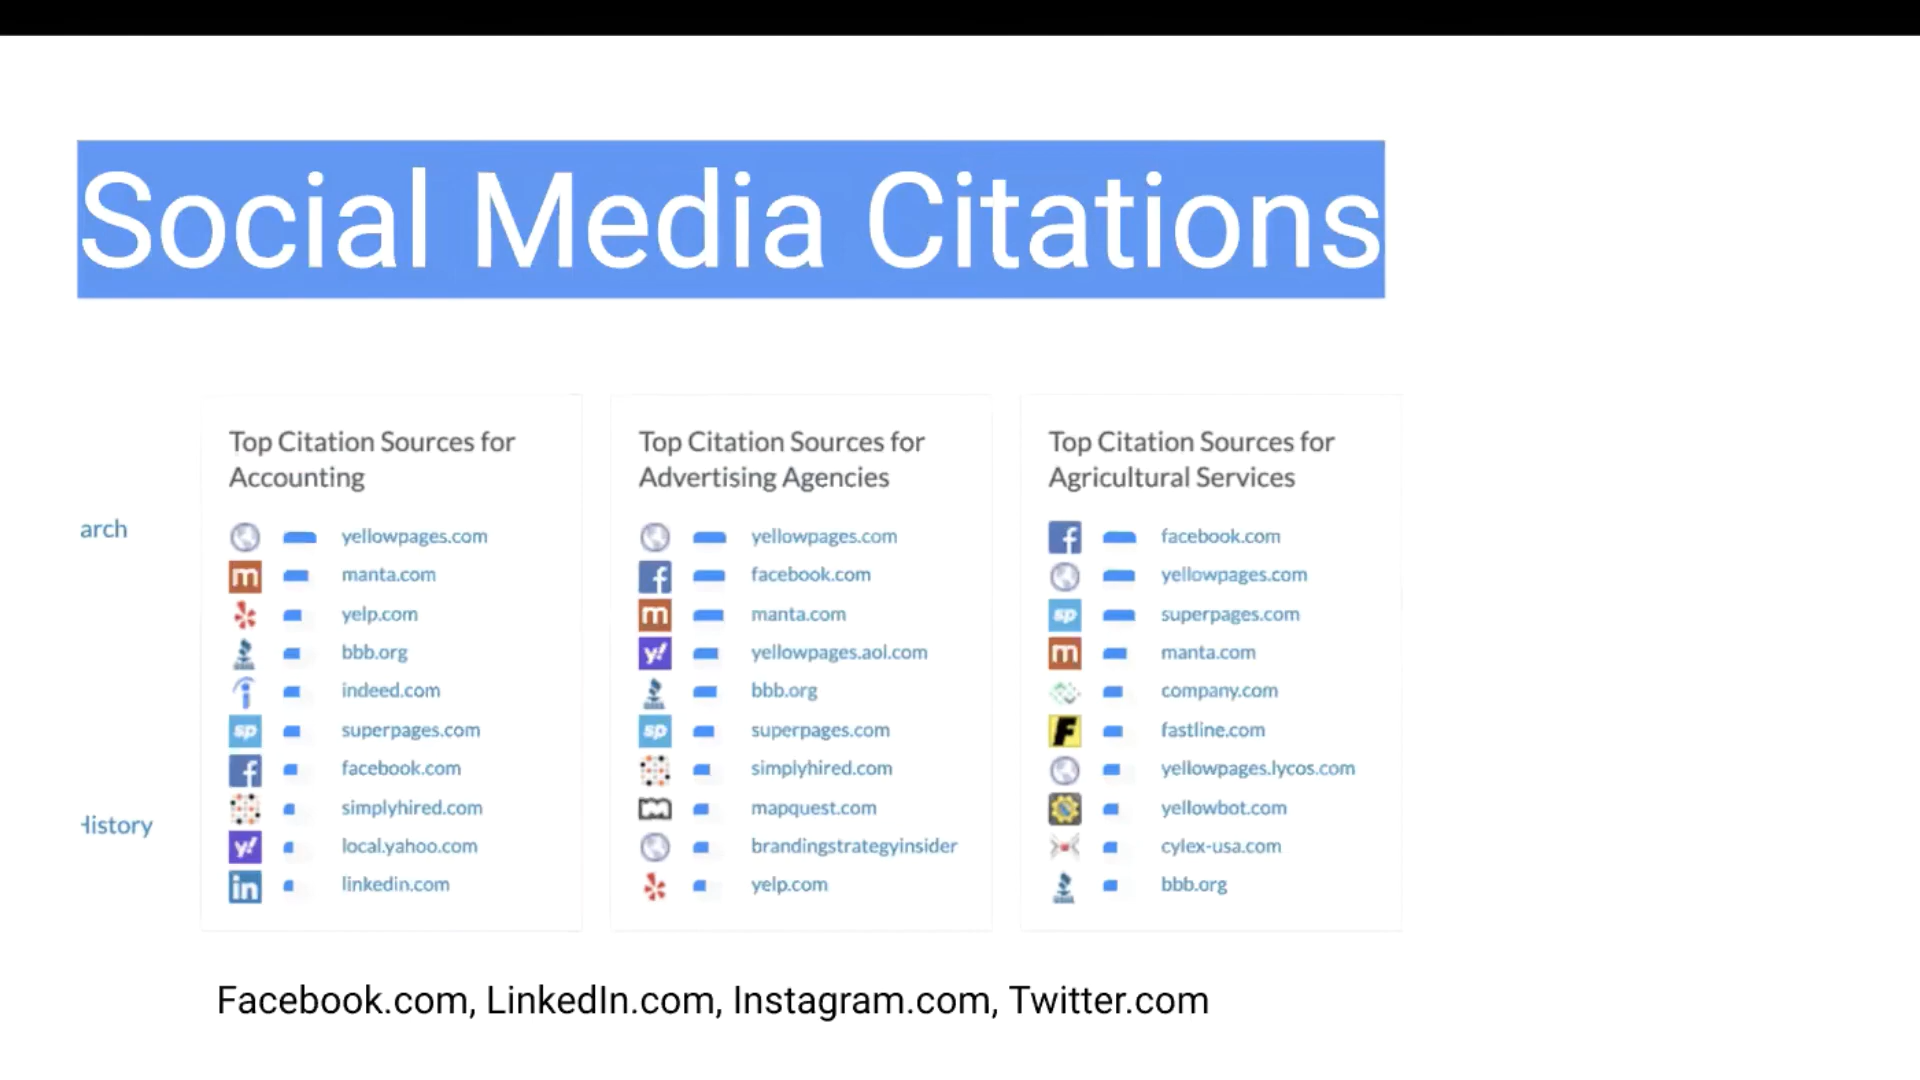 Social Media Citations
arch
History
Top Citation Sources for
Accounting
yellowpages.com
manta.com
yelp.com
bbb.org
indeed.com
superpages.com
facebook.com
simplyhired.com
local.yahoo.com
linkedin.com
Top Citation Sources for
Advertising Agencies
yellowpages.com
facebook.com
manta.com
yellowpages.aol.com
bbb.org
superpages.com
simplyhired.com
mapquest.com
brandingstrategyinsider
yelp.com
Top Citation Sources for
Agricultural Services
facebook.com
yellowpages.com
superpages.com
manta.com
company.com
fastline.com
yellowpages.lycos.com
yellowbot.com
cylex-usa.com
bbb.org
Facebook.com, LinkedIn.com, Instagram.com, Twitter.com